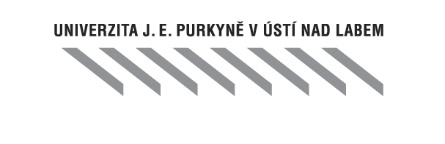 UNIVERZITA J. E. PURKYNĚ V ÚSTÍ NAD LABEM